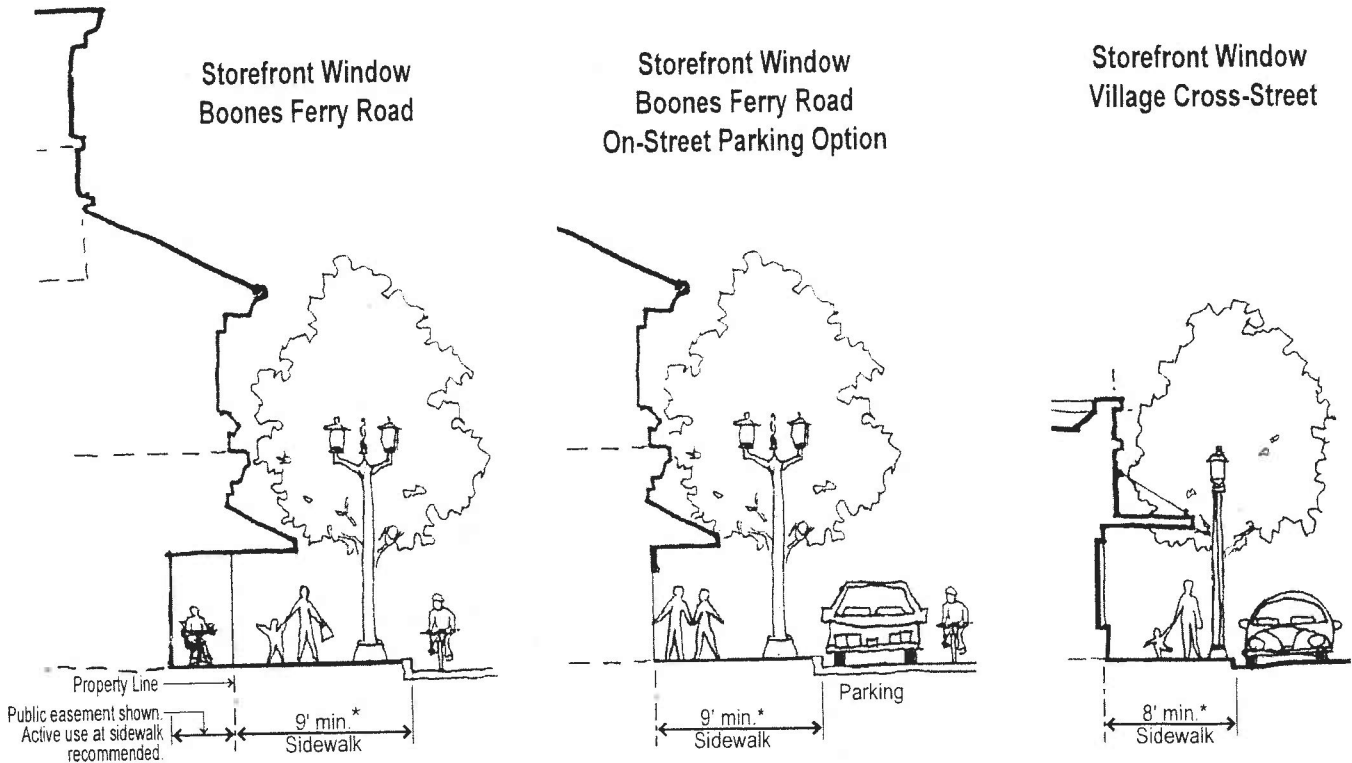 Storefront Window
Boones Ferry Road
Storefront Window
Boones Ferry Road
On-Street Parking Option
Storefront Window
Village Cross-Street
Property Line
Public easement shown.
Active use at sidewalk
recommended.
9' min.*
Sidewalk
9' min.*
Sidewalk
Parking
8' min.*
Sidewalk